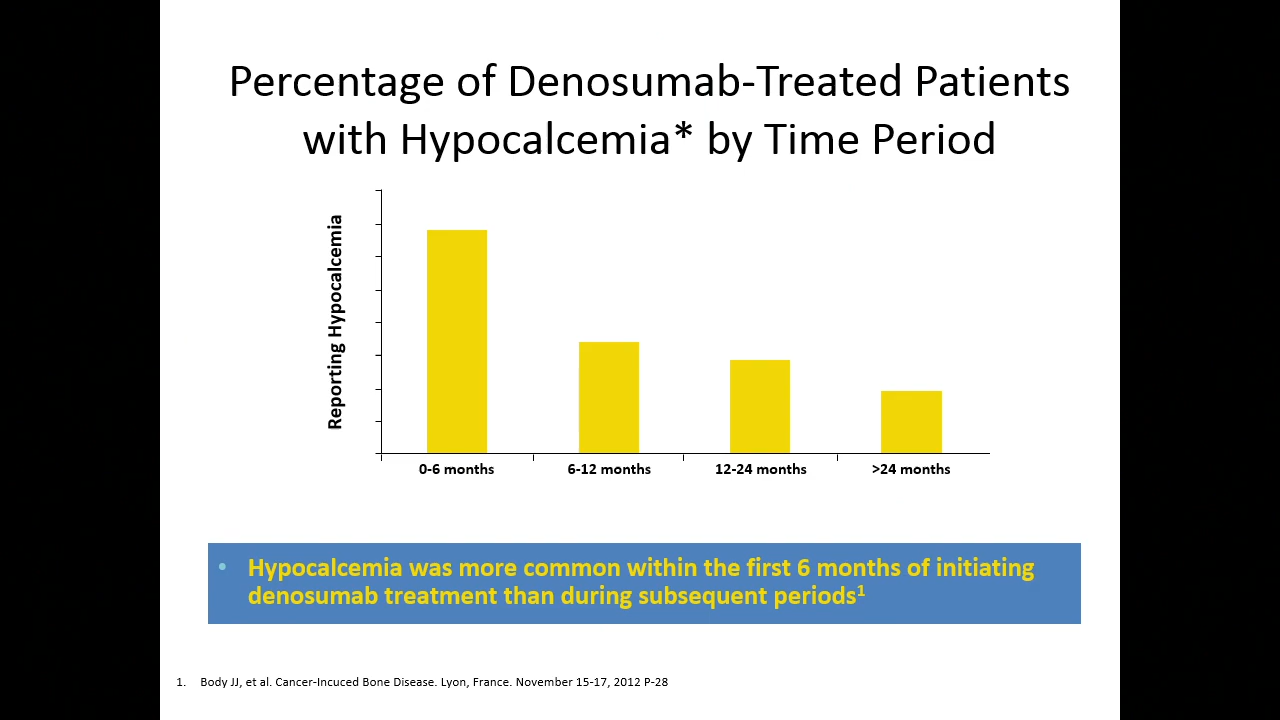 Percentage of Denosumab-Treated Patients
with Hypocalcemia* by Time Period
Reporting Hypocalcemia
0-6 months
6-12 months
12-24 months
>24 months
• Hypocalcemia was more common within the first 6 months of initiating
denosumab treatment than during subsequent periods¹
1. Body JJ, et al. Cancer-Incuced Bone Disease. Lyon, France. November 15-17, 2012 P-28